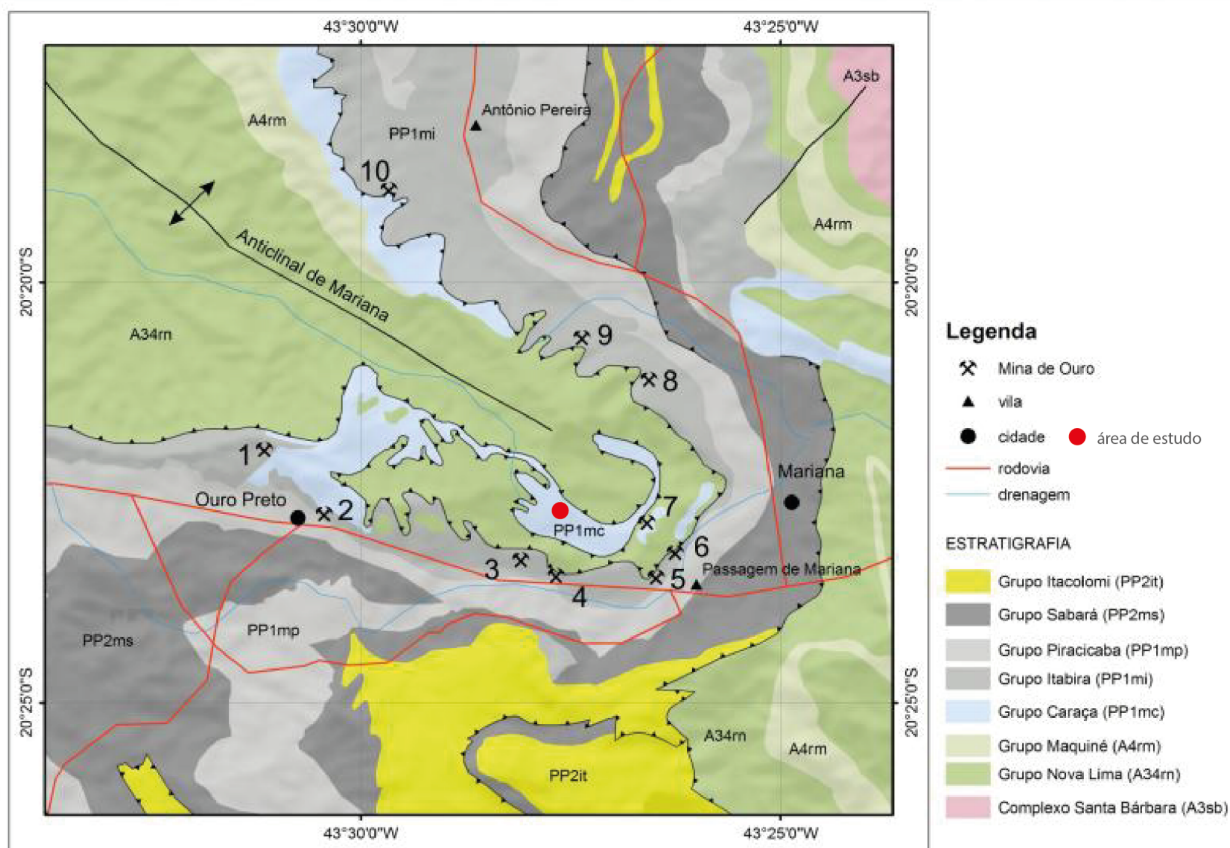 43°30'0"W 43°25'0"W
A3sb
A4rm
Antônio Pereira
PP1mi
10
A4rm
20°20'0"S 20°20'0"S
Anticlinal de Mariana
A34rn
9
8
1
Mariana
Ouro Preto
2
7
PP1mc
6
3
Passagem de Mariana
5
4
PP1mp
PP2ms
20°25'0"S 20°25'0"S
A34rn
A4rm
PP2it
43°30'0"W 43°25'0"W
Legenda
Mina de Ouro
vila
cidade área de estudo
rodovia
drenagem
ESTRATIGRAFIA
Grupo Itacolomi (PP2it)
Grupo Sabará (PP2ms)
Grupo Piracicaba (PP1mp)
Grupo Itabira (PP1mi)
Grupo Caraça (PP1mc)
Grupo Maquiné (A4rm)
Grupo Nova Lima (A34rn)
Complexo Santa Bárbara (A3sb)